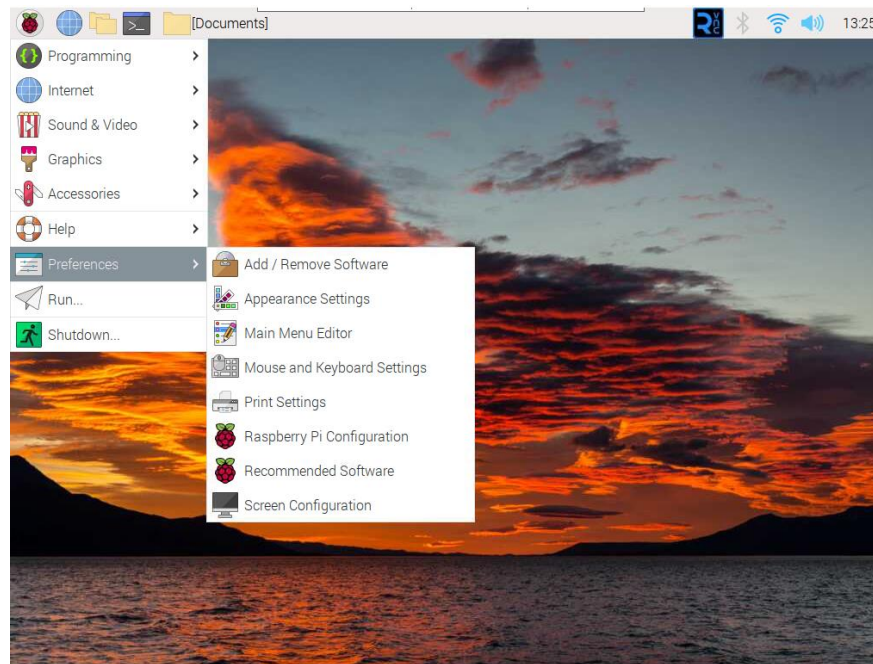 [Documents]
13:25
Programming
Internet
Sound & Video
Graphics
Accessories
Help
Preferences
Add / Remove Software
Run...
Appearance Settings
Shutdown...
Main Menu Editor
Mouse and Keyboard Settings
Print Settings
Raspberry Pi Configuration
Recommended Software
Screen Configuration